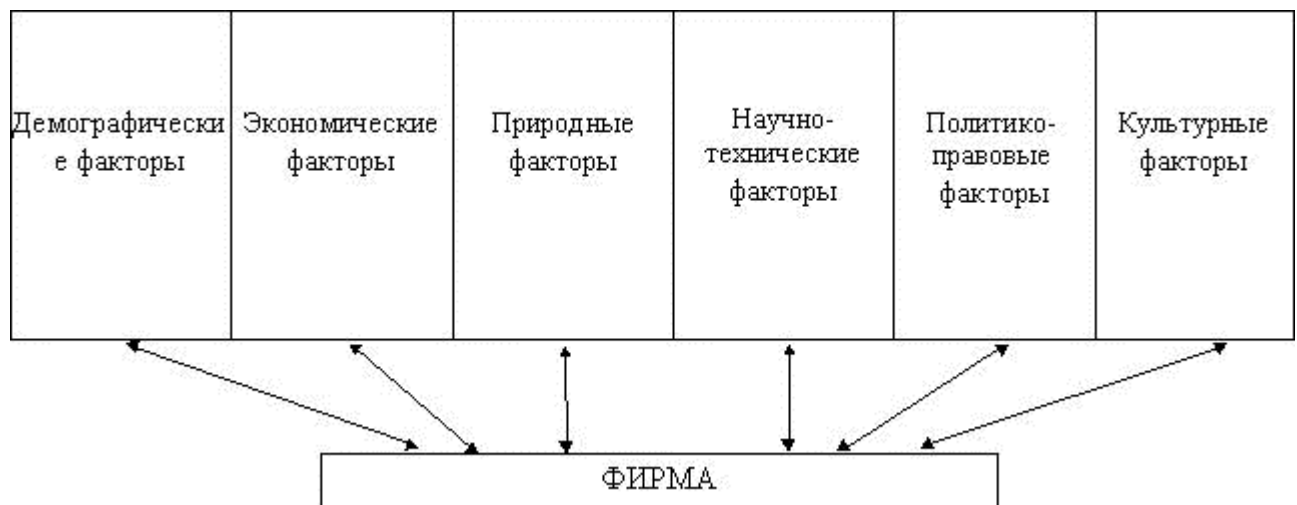 Демографически
е факторы
Экономические
факторы
Природные
факторы
Научно-
технические
факторы
Политико-
правовые
факторы
Культурные
факторы
ФИРМА